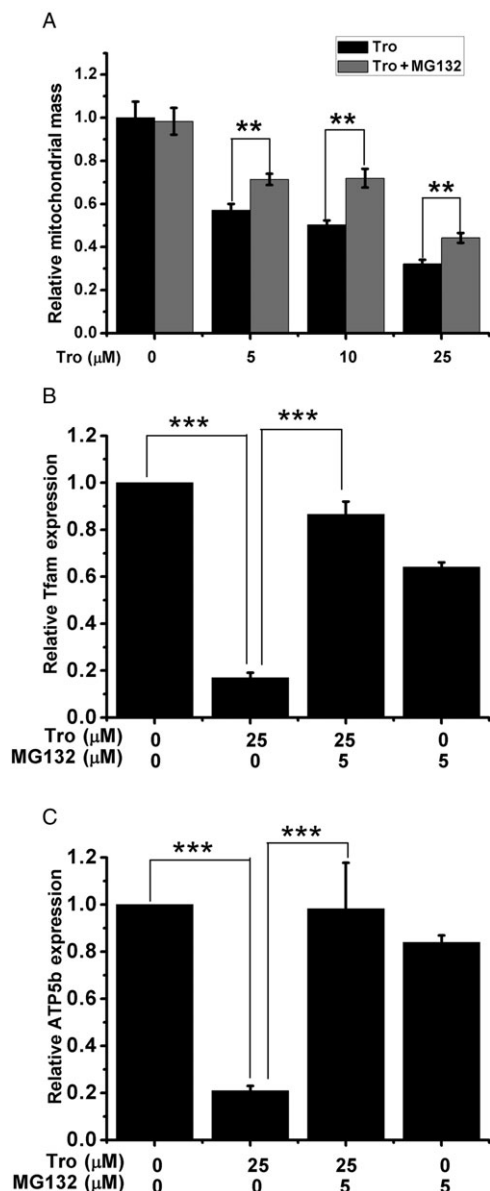 A
Tro
Tro + MG132
Relative mitochondrial mass
1.2
1.0
0.8
0.6
0.4
0.2
0.0
** ** **
Tro (μM) 0 5 10 25
B
Relative Tfam expression
1.2
1.0
0.8
0.6
0.4
0.2
0.0
*** ***
Tro (μM) 0 25 25 0
MG132 (μM) 0 0 5 5
C
Relative ATP5b expression
1.2
1.0
0.8
0.6
0.4
0.2
0.0
*** ***
Tro (μM) 0 25 25 0
MG132 (μM) 0 0 5 5